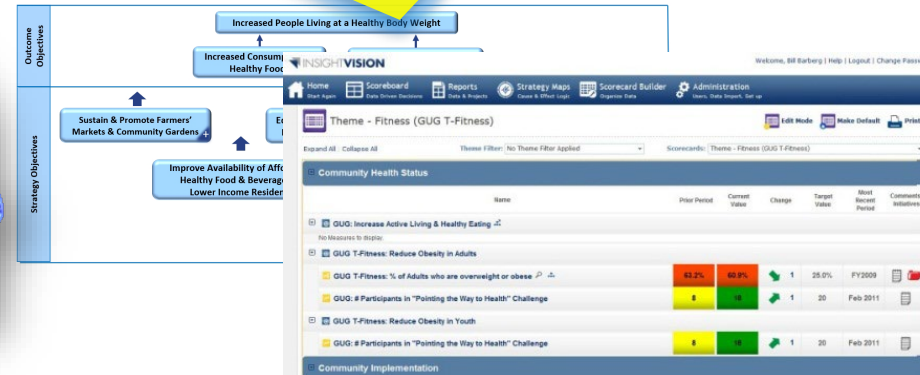 Increased People Living at a Healthy Body Weight
Outcome
Objectives
Increased Consum
Healthy Food
Sustain & Promote Farmers'
Markets & Community Gardens
Improve Availability of Affo
Healthy Food & Beverage
Lower Income Residen
Strategy Objectives
INSIGHTVISION
Welcome, Bill Barberg | Help | Logout | Change Passw
Home
Start Again
Scoreboard
Data Driven Decisions
Reports
Data & Projects
Strategy Maps
Cause & Effect Logic
Scorecard Builder
Organize Data
Administration
Users, Data Import, Set up
Theme - Fitness (GUG T-Fitness)
Edit Mode
Make Default
Print
Expand All Collapse All
Theme Filter: No Theme Filter Applied
Scorecards: Theme - Fitness (GUG T-Fitness)
Community Health Status
Name
Prior Period
Current
Value
Change
Target
Value
Most
Recent
Period
Comments
Initiatives
GUG: Increase Active Living & Healthy Eating
No Measures to display.
GUG T-Fitness: Reduce Obesity in Adults
GUG T-Fitness: % of Adults who are overweight or obese 63.2% 60.9% 1 25.0% FY2009
GUG: # Participants in "Pointing the Way to Health" Challenge 8 10 1 20 Feb 2011
GUG T-Fitness: Reduce Obesity in Youth
GUG: # Participants in "Pointing the Way to Health" Challenge 8 10 1 20 Feb 2011
Community Implementation